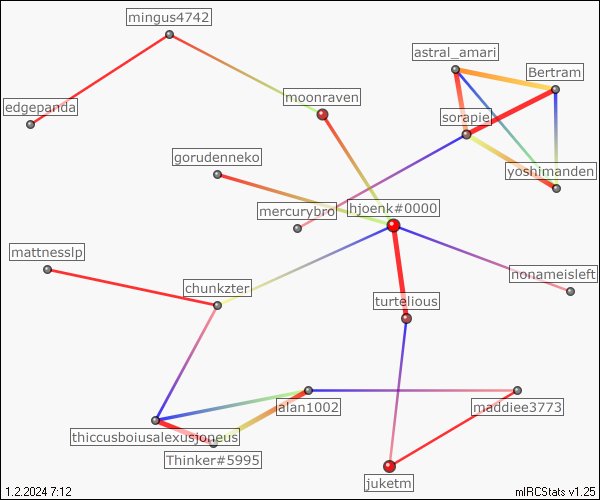 mingus4742
astral_amari
Bertram
edgepanda
moonraven
sorapie
gorudenneko
yoshimanden
mercurybro
hjoenk#0000
mattnesslp
nonameisleft
chunkzter
turtelious
alan1002
maddiee3773
thiccusboiusalexusjoneus
Thinker#5995
juketm
1.2.2024 7:12
mIRCStats v1.25